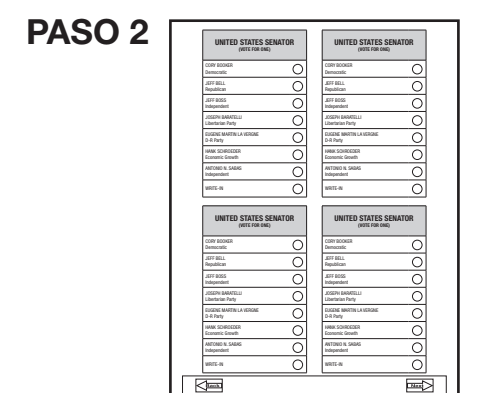 PASO 2
UNITED STATES SENATOR
(VOTE FOR ONE)
CORY BOOKER
Democratic
JEFF BELL
Republican
JEFF BOSS
Independent
JOSEPH BARATELLI
Libertarian Party
EUGENE MARTIN LA VERGNE
D-R Party
HANK SCHROEDER
Economic Growth
ANTONIO N. SABAS
Independent
WRITE-IN
UNITED STATES SENATOR
(VOTE FOR ONE)
CORY BOOKER
Democratic
JEFF BELL
Republican
JEFF BOSS
Independent
JOSEPH BARATELLI
Libertarian Party
EUGENE MARTIN LA VERGNE
D-R Party
HANK SCHROEDER
Economic Growth
ANTONIO N. SABAS
Independent
WRITE-IN
UNITED STATES SENATOR
(VOTE FOR ONE)
CORY BOOKER
Democratic
JEFF BELL
Republican
JEFF BOSS
Independent
JOSEPH BARATELLI
Libertarian Party
EUGENE MARTIN LA VERGNE
D-R Party
HANK SCHROEDER
Economic Growth
ANTONIO N. SABAS
Independent
WRITE-IN
UNITED STATES SENATOR
(VOTE FOR ONE)
CORY BOOKER
Democratic
JEFF BELL
Republican
JEFF BOSS
Independent
JOSEPH BARATELLI
Libertarian Party
EUGENE MARTIN LA VERGNE
D-R Party
HANK SCHROEDER
Economic Growth
ANTONIO N. SABAS
Independent
WRITE-IN
Back
Next